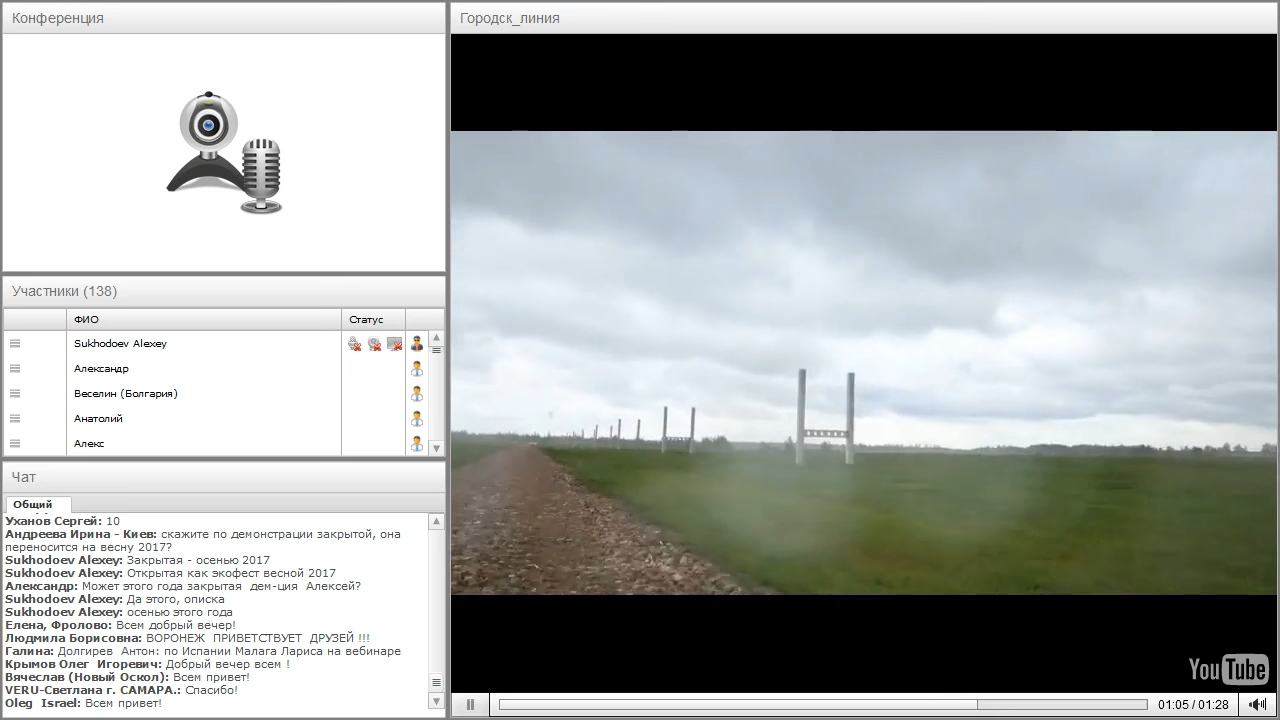 Конференция
Городск_линия
Участники (138)
ФИО
Статус
Sukhodoev Alexey
Александр
Веселин (Болгария)
Анатолий
Алекс
Чат
Общий
Уханов Сергей: 10
Андреева Ирина - Киев: скажите по демонстрации закрытой, она
переносится на весну 2017?
Sukhodoev Alexey: Закрытая - осенью 2017
Sukhodoev Alexey: Открытая как экофест весной 2017
Александр: Может этого года закрытая дем-ция Алексей?
Sukhodoev Alexey: Да этого, описка
Sukhodoev Alexey: осенью этого года
Елена, Фролово: Всем добрый вечер!
Людмила Борисовна: ВОРОНЕЖ ПРИВЕТСТВУЕТ ДРУЗЕЙ !!!
Галина: Долгирев Антон: по Испании Малага Лариса на вебинаре
Крымов Олег Игоревич: Добрый вечер всем !
Вячеслав (Новый Оскол): Всем привет!
VERU-Светлана г. САМАРА.: Спасибо!
Oleg Israel: Всем привет!
YouTube
01:05 / 01:28